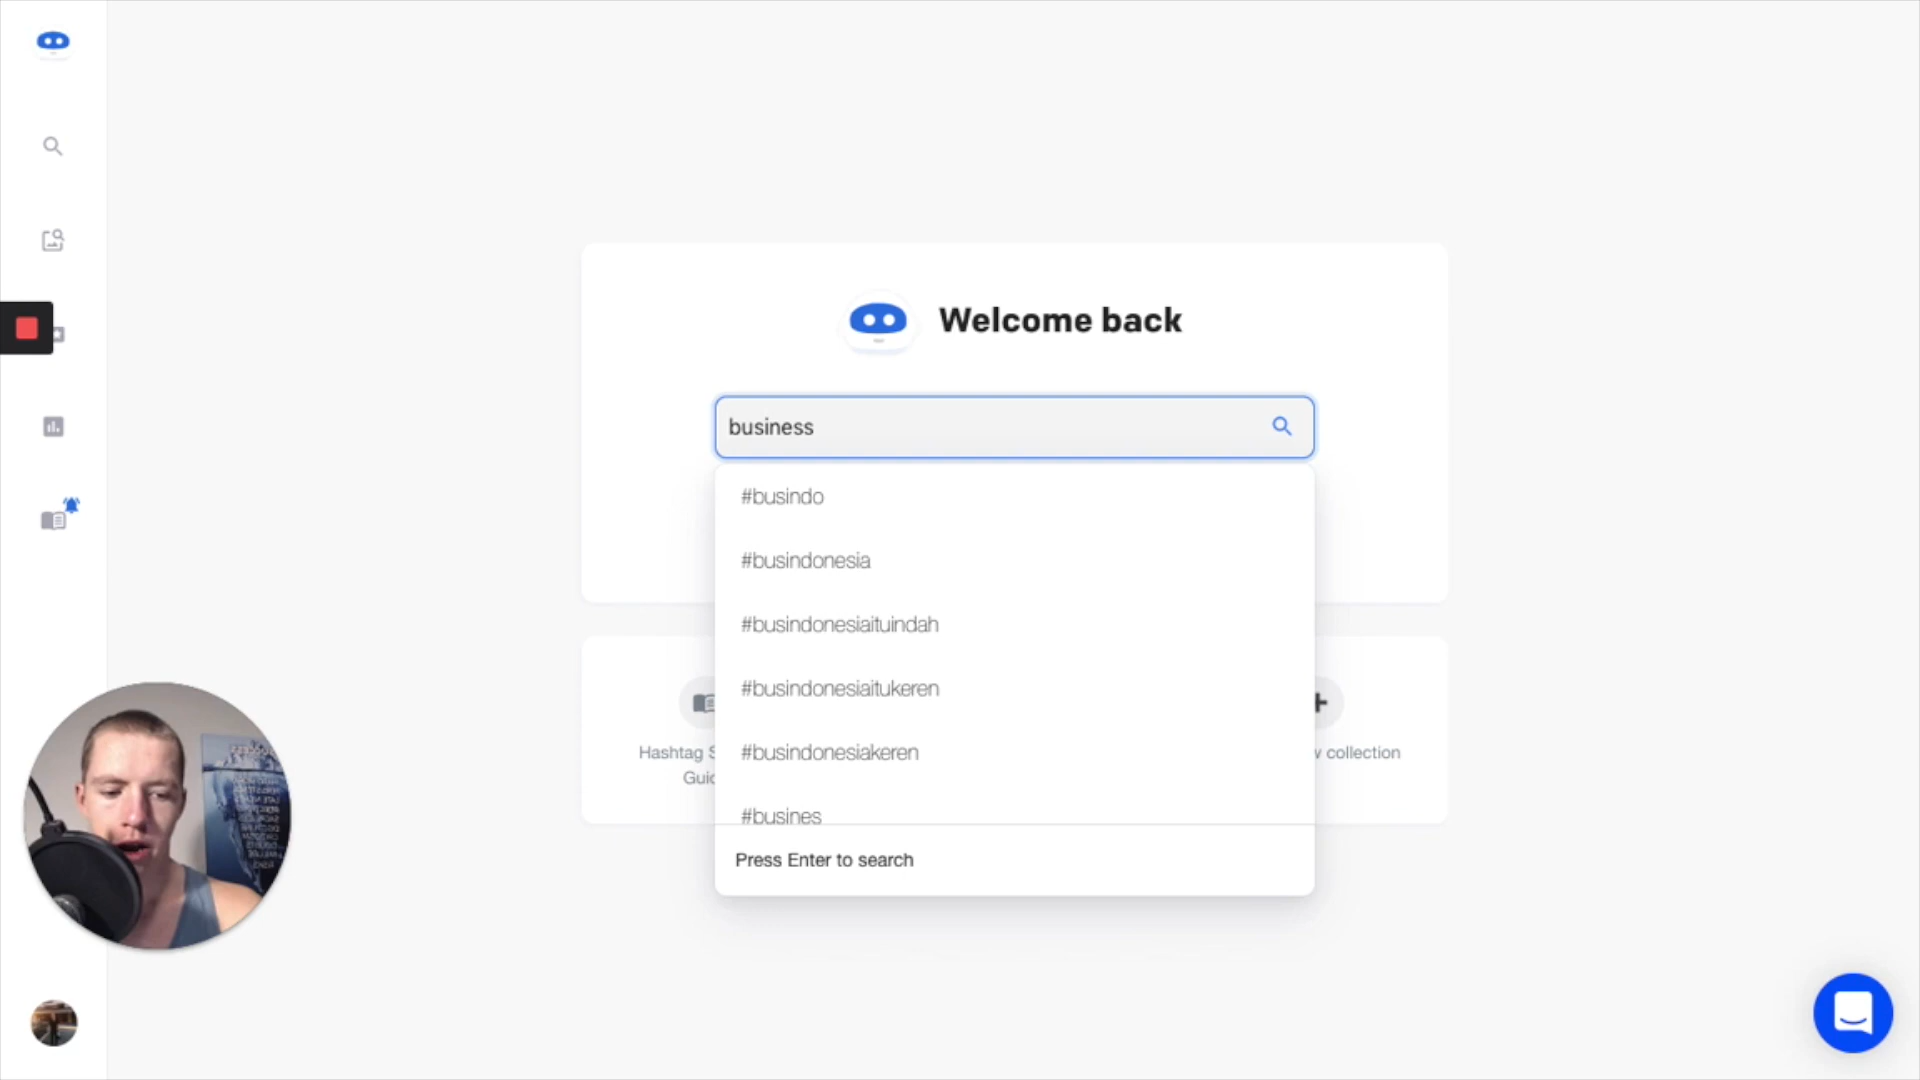 Welcome back
business
#busindo
#busindonesia
#busindonesiaituindah
#busindonesiaitukeren
#busindonesiakeren
#busines
Press Enter to search
Hashtag
collection